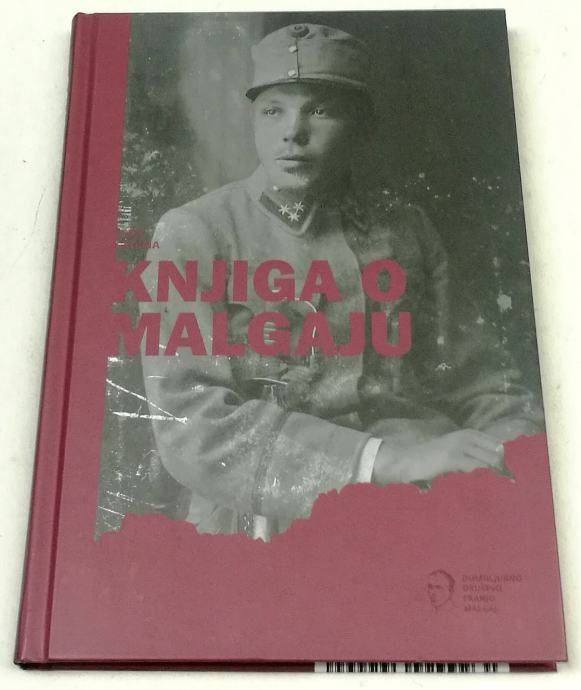 KNJIGA O
MALGAJU
DOMOLJUBNO
DRUŠTVO
FRANJO
MALGAJ